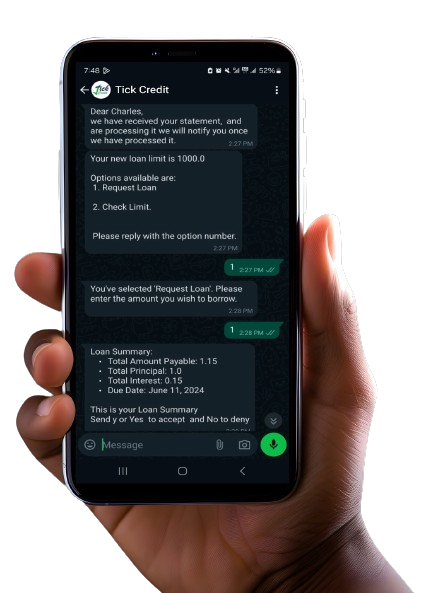 7:48
52%
Tick Credit
Dear Charles,
we have received your statement, and
are processing it we will notify you once
we have processed it.
2:27 PM
Your new loan limit is 1000.0
Options available are:
1. Request Loan
2. Check Limit.
Please reply with the option number.
2:27 PM
1 2:27 PM
You've selected 'Request Loan'. Please
enter the amount you wish to borrow.
2:28 PM
1 2:28 PM
Loan Summary:
• Total Amount Payable: 1.15
• Total Principal: 1.0
• Total Interest: 0.15
• Due Date: June 11, 2024
This is your Loan Summary
Send y or Yes to accept and No to deny
Message